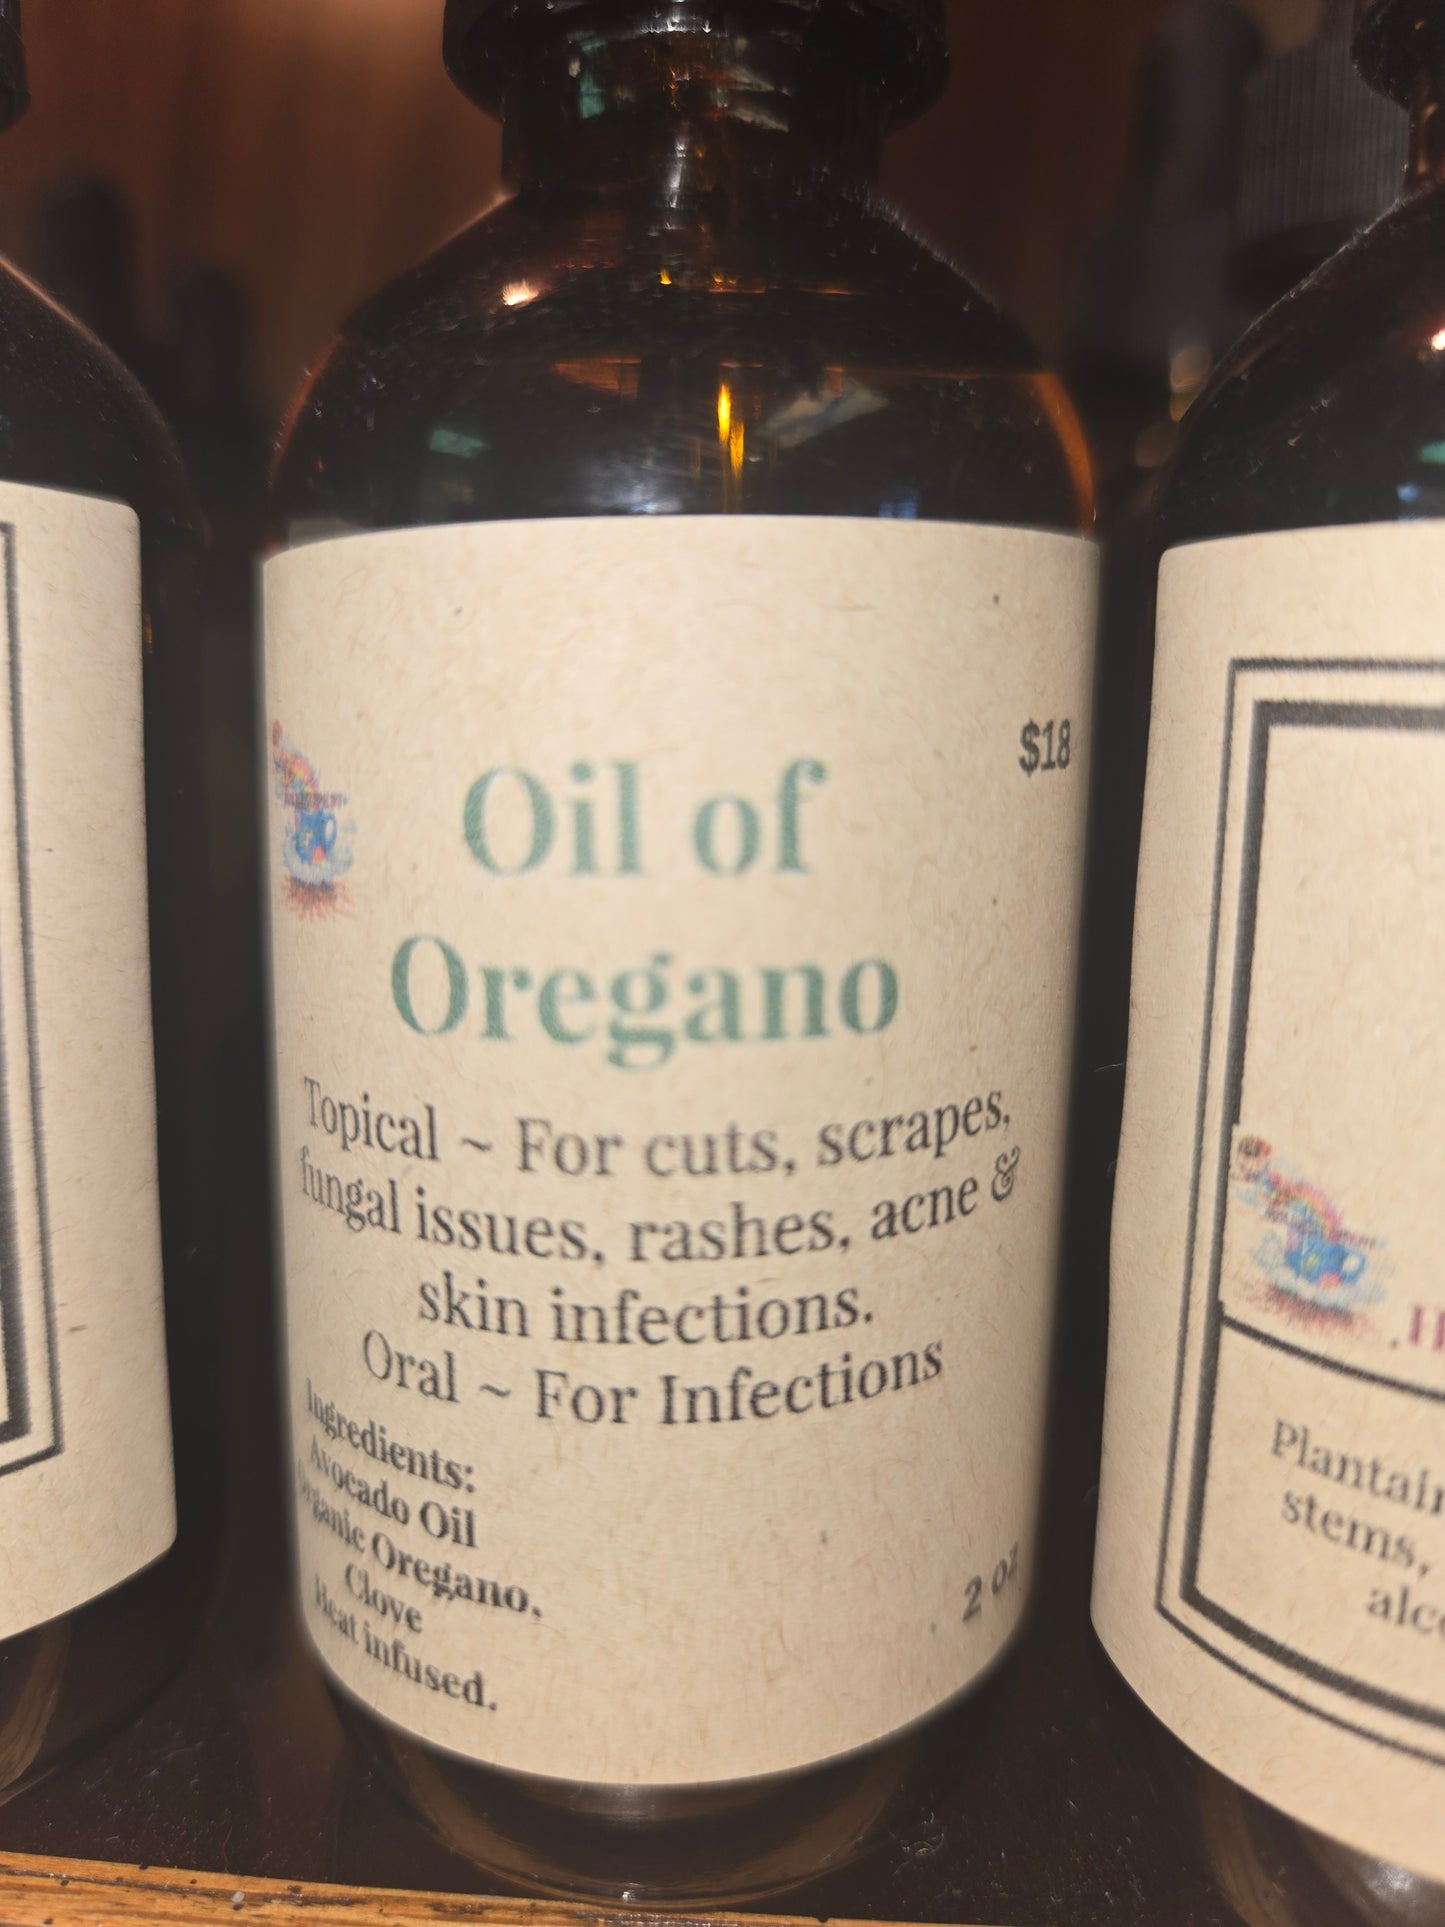 $18
Oil of
Oregano
Topical ~ For cuts, scrapes,
fungal issues, rashes, acne &
skin infections.
Oral ~ For Infections
Ingredients:
Avocado Oil
Organic Oregano,
Clove
Heat infused.
2 oz
Plantain
stems,